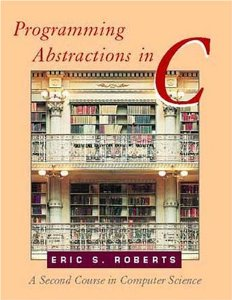 Programming
Abstractions in
C
ERIC S. ROBERTS
A Second Course in Computer Science